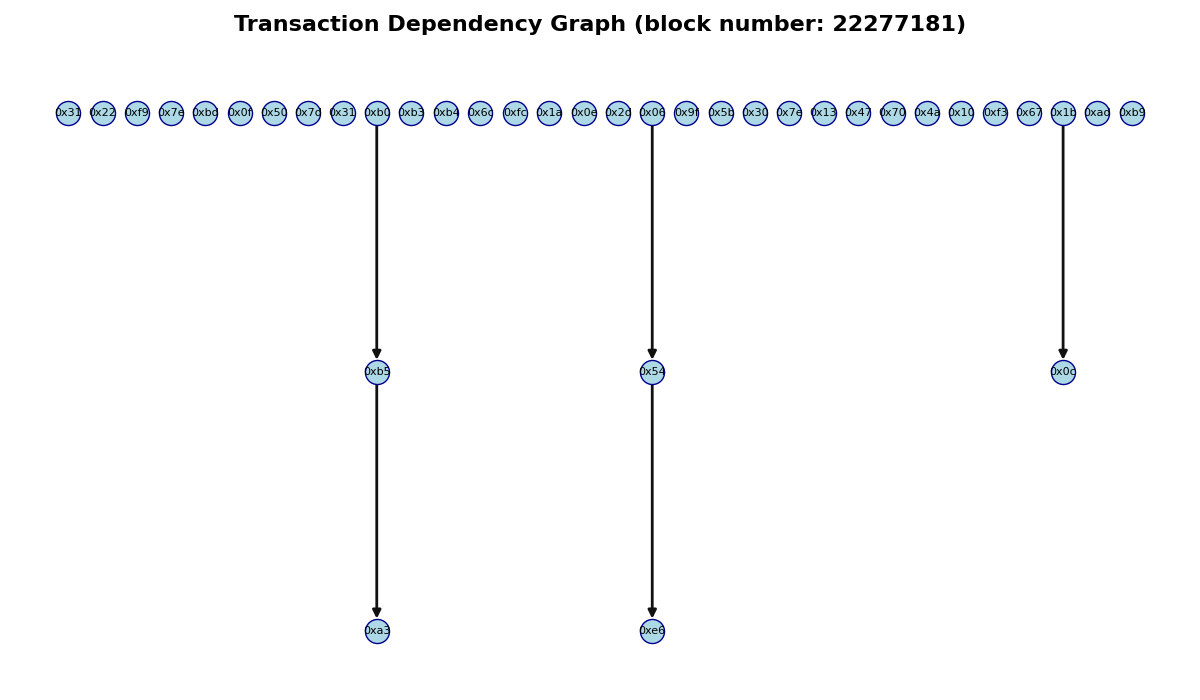 Transaction Dependency Graph (block number: 22277181)
0x31 0x22 0xf9 0x7e 0xbd 0x0f 0x50 0x7d 0x31 0xb0 0xb3 0xb4 0x6c 0xfc 0x1a 0x0e 0x2d 0x06 0x9f 0x5b 0x30 0x7e 0x13 0x47 0x70 0x4a 0x10 0xf3 0x67 0x1b 0xad 0xb9
0xb5 0x54 0x0c
0xa3 0xe6